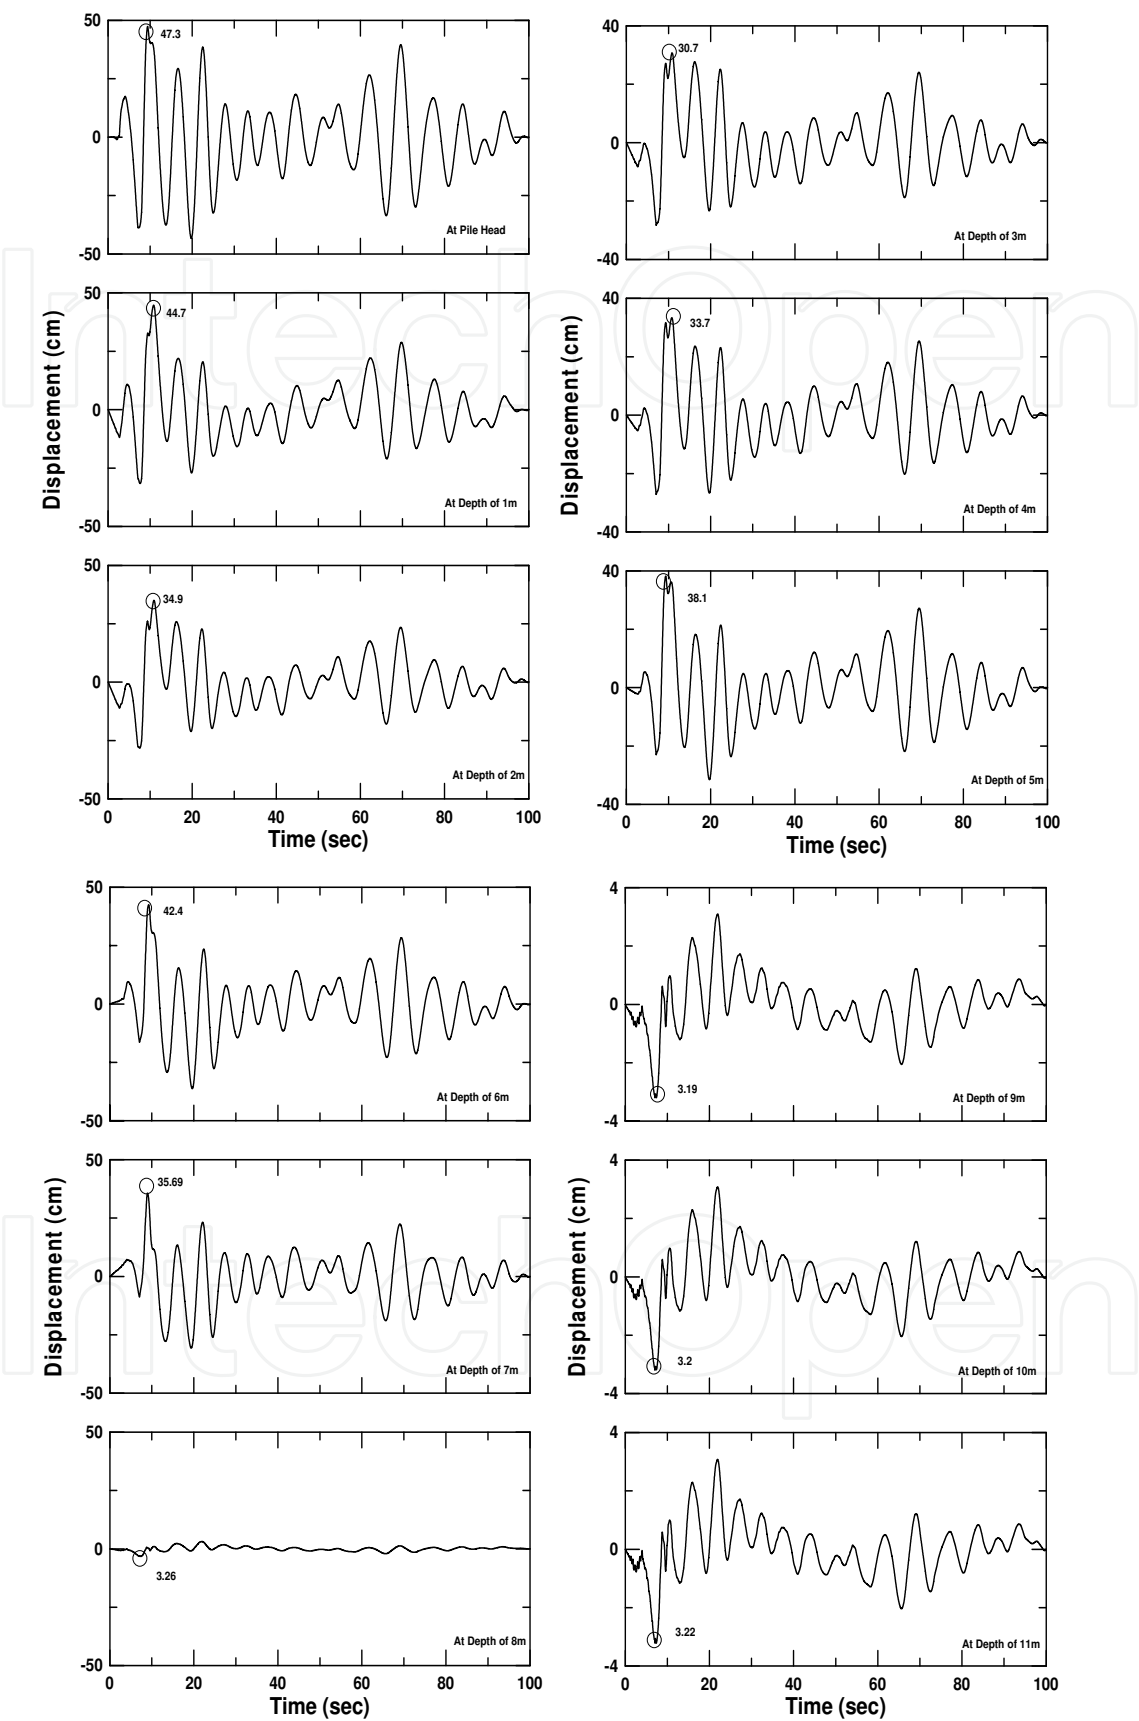 50
47.3
0
At Pile Head
-50
50
44.7
0
At Depth of 1m
-50
Displacement (cm)
50
34.9
0
At Depth of 2m
-50
0 20 40 60 80 100
Time (sec)
40
30.7
0
At Depth of 3m
-40
40
33.7
0
At Depth of 4m
-40
Displacement (cm)
40
38.1
0
At Depth of 5m
-40
0 20 40 60 80 100
Time (sec)
50
42.4
0
At Depth of 6m
-50
50
35.69
0
At Depth of 7m
-50
Displacement (cm)
50
0
3.26
At Depth of 8m
-50
0 20 40 60 80 100
Time (sec)
4
0
3.19
At Depth of 9m
-4
4
0
3.2
At Depth of 10m
-4
Displacement (cm)
4
0
3.22
At Depth of 11m
-4
0 20 40 60 80 100
Time (sec)
IntechOpen
IntechOpen